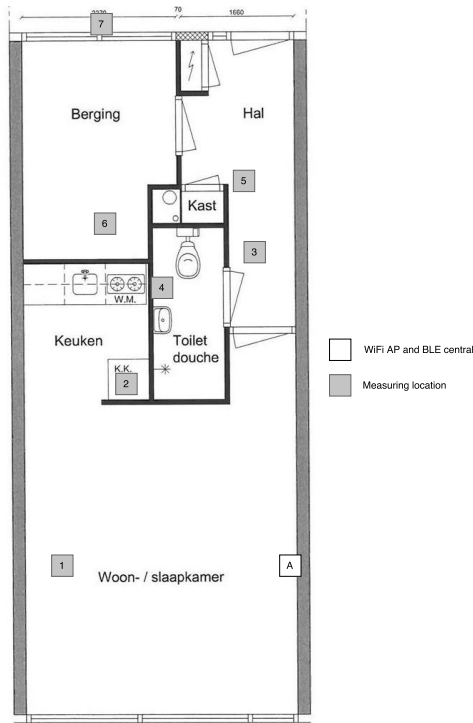 7
2270
70
1660
Berging
Hal
5
Kast
6
3
4
W.M.
Keuken
Toilet
douche
K.K.
2
WiFi AP and BLE central
Measuring location
1
A
Woon- / slaapkamer